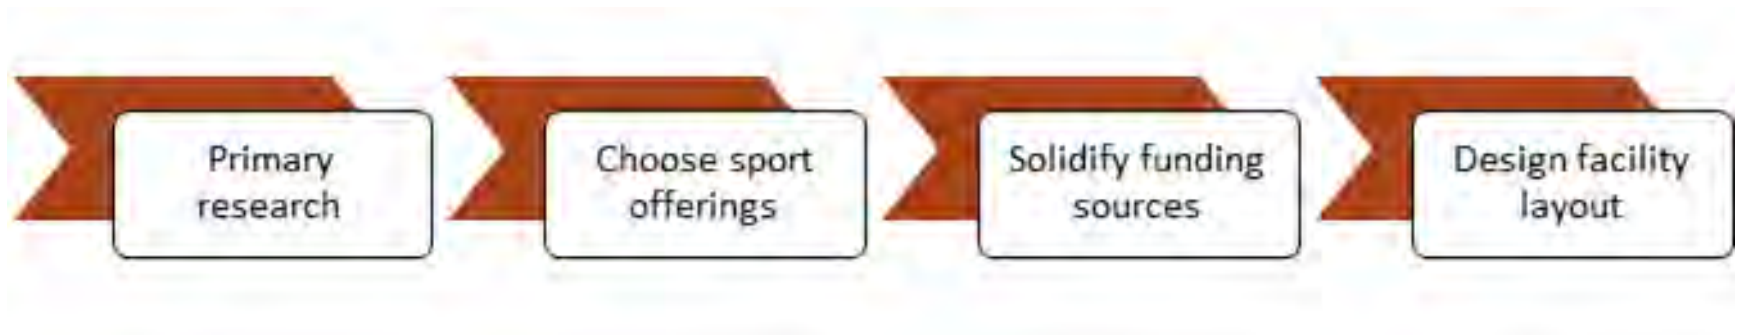 Primary
research
Choose sport
offerings
Solidify funding
sources
Design facility
layout